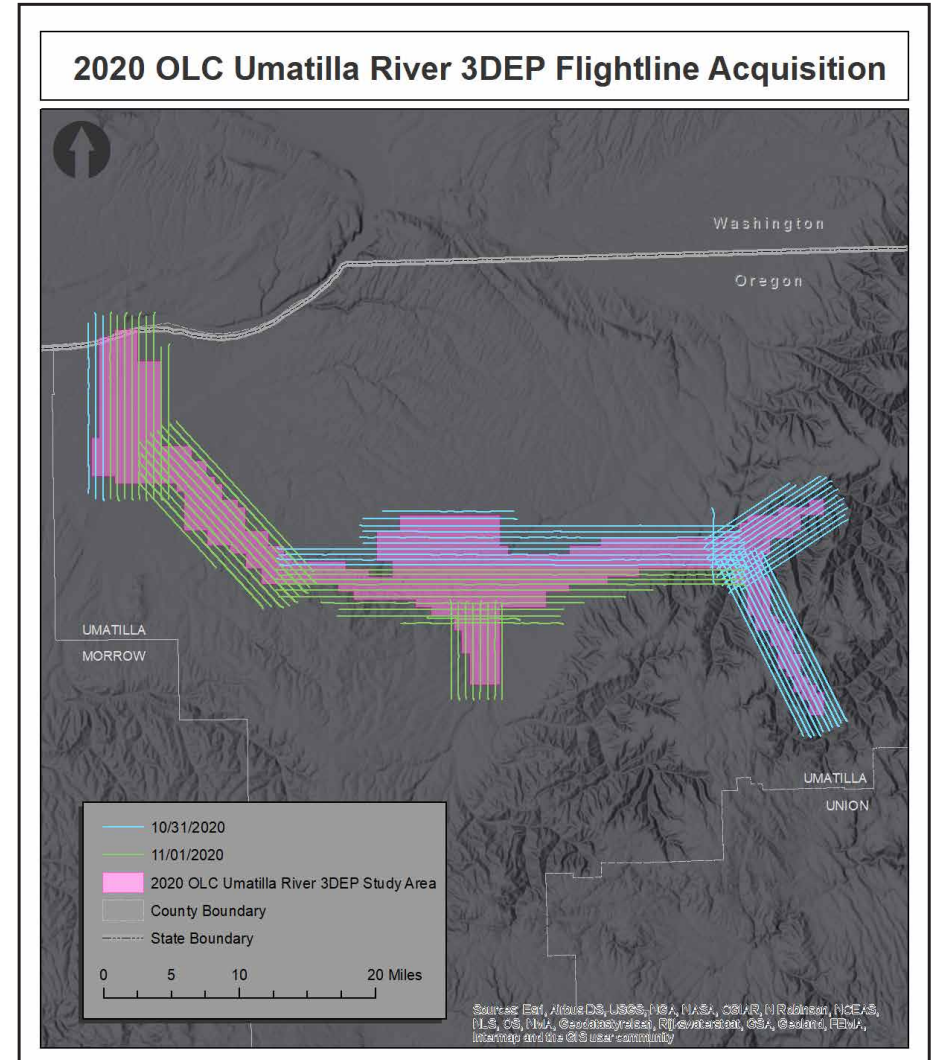 2020 OLC Umatilla River 3DEP Flightline Acquisition
Washington
Oregon
UMATILLA
MORROW
UMATILLA
UNION
10/31/2020
11/01/2020
2020 OLC Umatilla River 3DEP Study Area
County Boundary
State Boundary
0 5 10 20 Miles
Sources: Esri, Airbus DS, USGS, NGA, NASA, CGIAR, N Robinson, NCEAS,
NLS, OS, NMA, Geodatastyrelsen, Rijkswaterstaat, GSA, Geoland, FEMA,
Intermap and the GIS user community